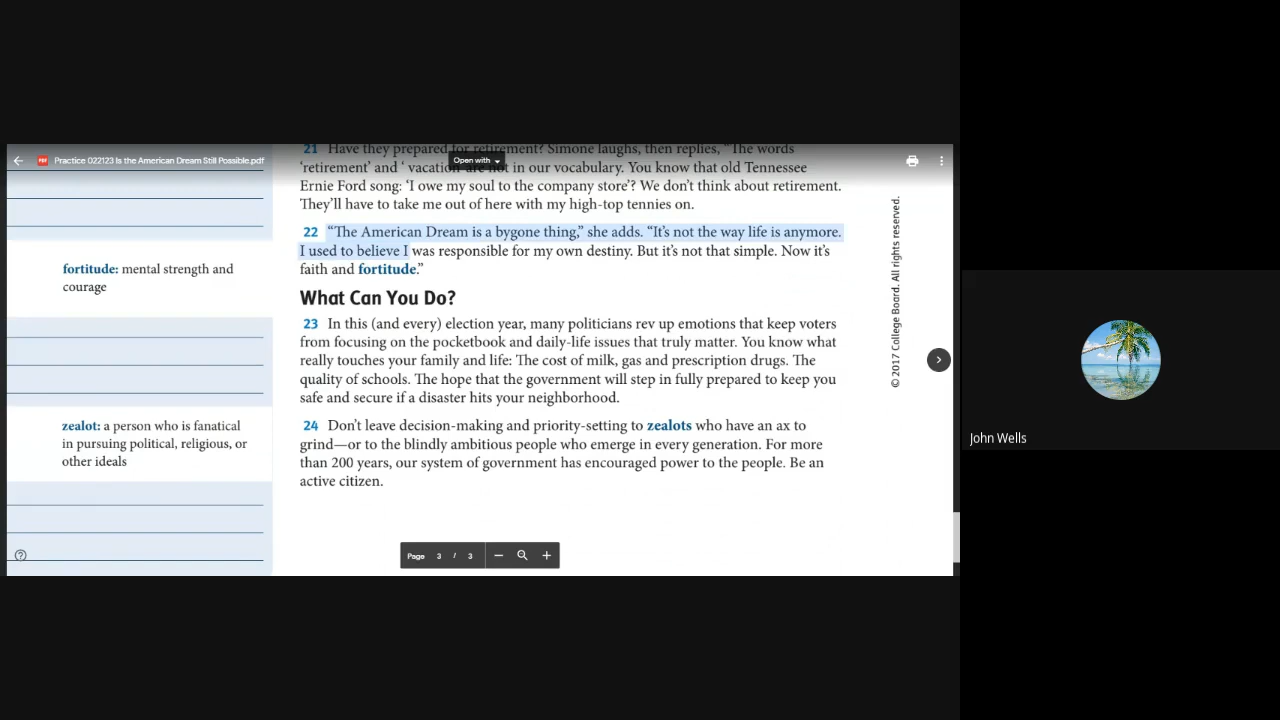 Practice 022123 Is the American Dream Still Possible.pdf
Open with
21 Have they prepared for retirement? Simone laughs, then replies, "The words
'retirement' and ' vacation are not in our vocabulary. You know that old Tennessee
Ernie Ford song: 'I owe my soul to the company store'? We don't think about retirement.
They'll have to take me out of here with my high-top tennies on.
22 "The American Dream is a bygone thing," she adds. "It's not the way life is anymore.
I used to believe I was responsible for my own destiny. But it's not that simple. Now it's
faith and fortitude."
fortitude: mental strength and
courage
What Can You Do?
23 In this (and every) election year, many politicians rev up emotions that keep voters
from focusing on the pocketbook and daily-life issues that truly matter. You know what
really touches your family and life: The cost of milk, gas and prescription drugs. The
quality of schools. The hope that the government will step in fully prepared to keep you
safe and secure if a disaster hits your neighborhood.
zealot: a person who is fanatical
in pursuing political, religious, or
other ideals
24 Don't leave decision-making and priority-setting to zealots who have an ax to
grind—or to the blindly ambitious people who emerge in every generation. For more
than 200 years, our system of government has encouraged power to the people. Be an
active citizen.
© 2017 College Board. All rights reserved.
Page 3 / 3
John Wells